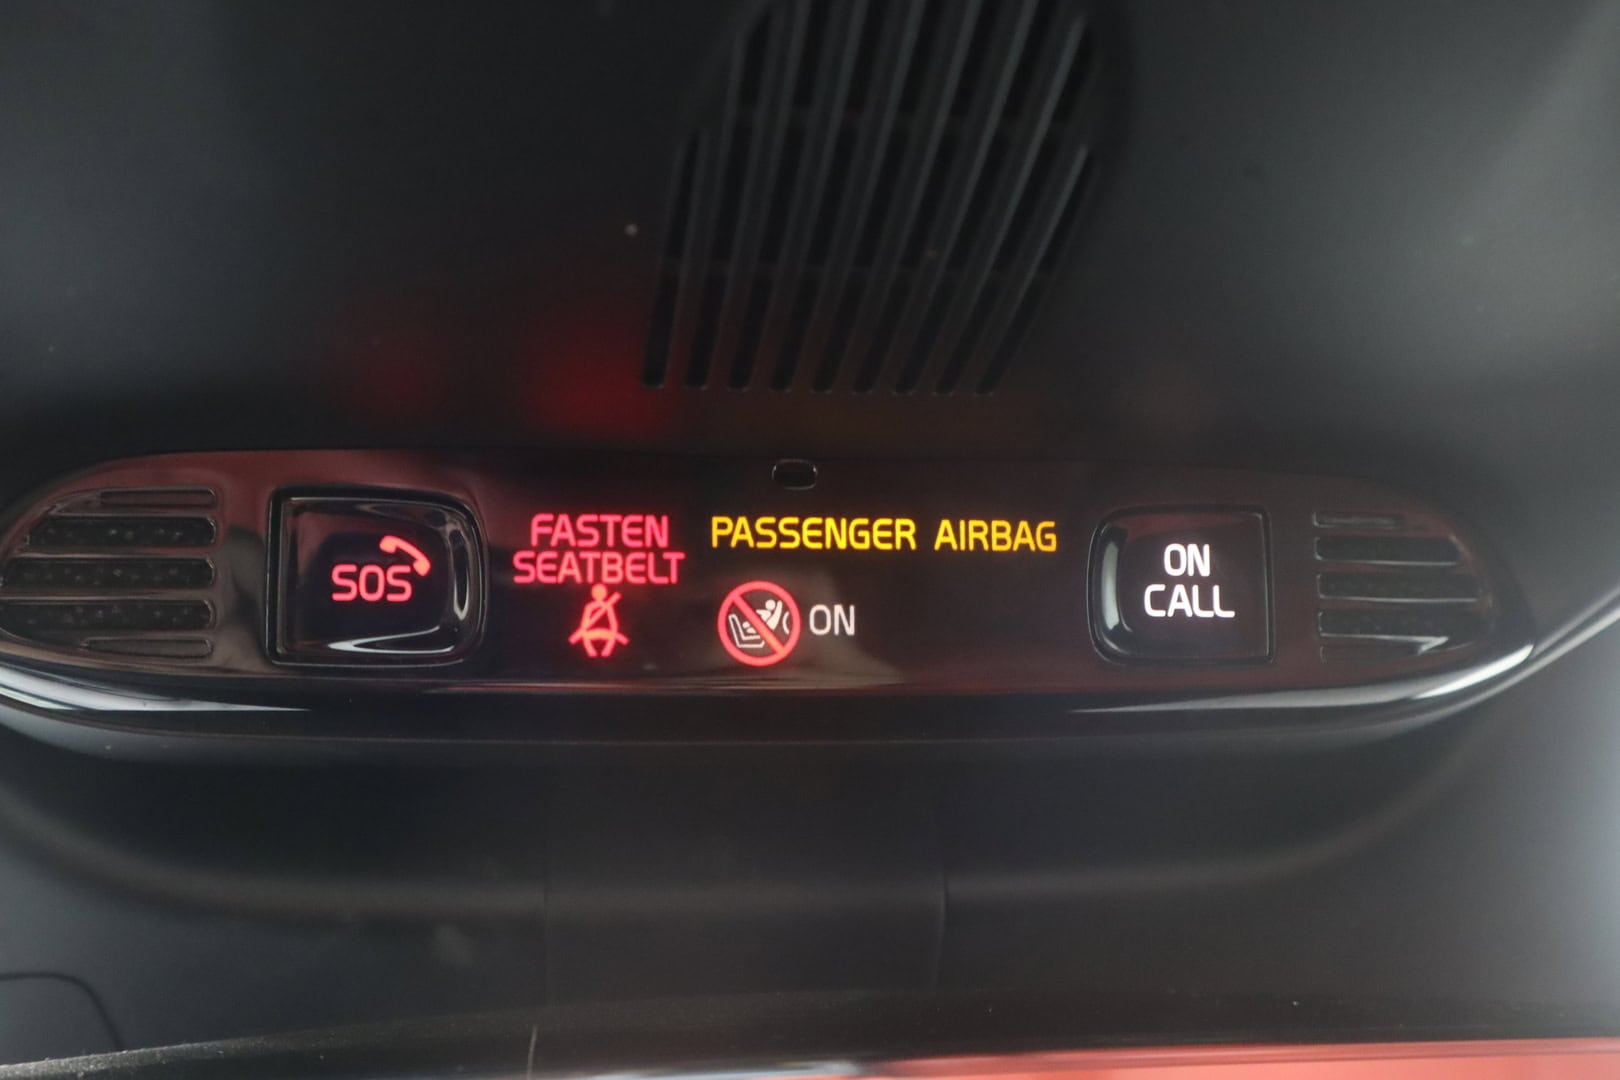 SOS
FASTEN
SEATBELT
PASSENGER AIRBAG
ON
ON
CALL